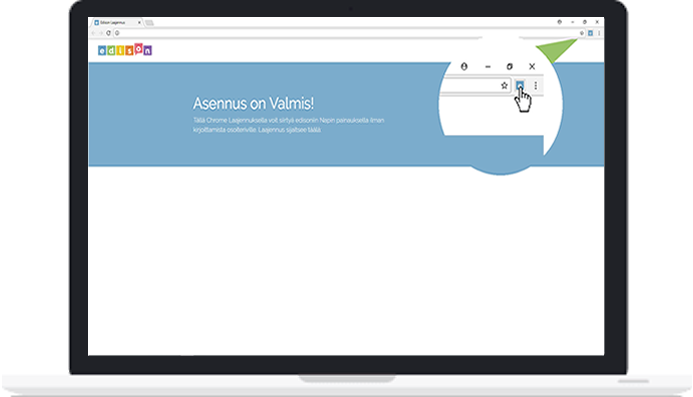 Edison Laajennus
edison
Asennus on Valmis!
Tällä Chrome Laajennuksella voit siirtyä edisoniin Napin painauksella ilman
kirjoittamista osoiteriville. Laajennus sijaitsee täällä